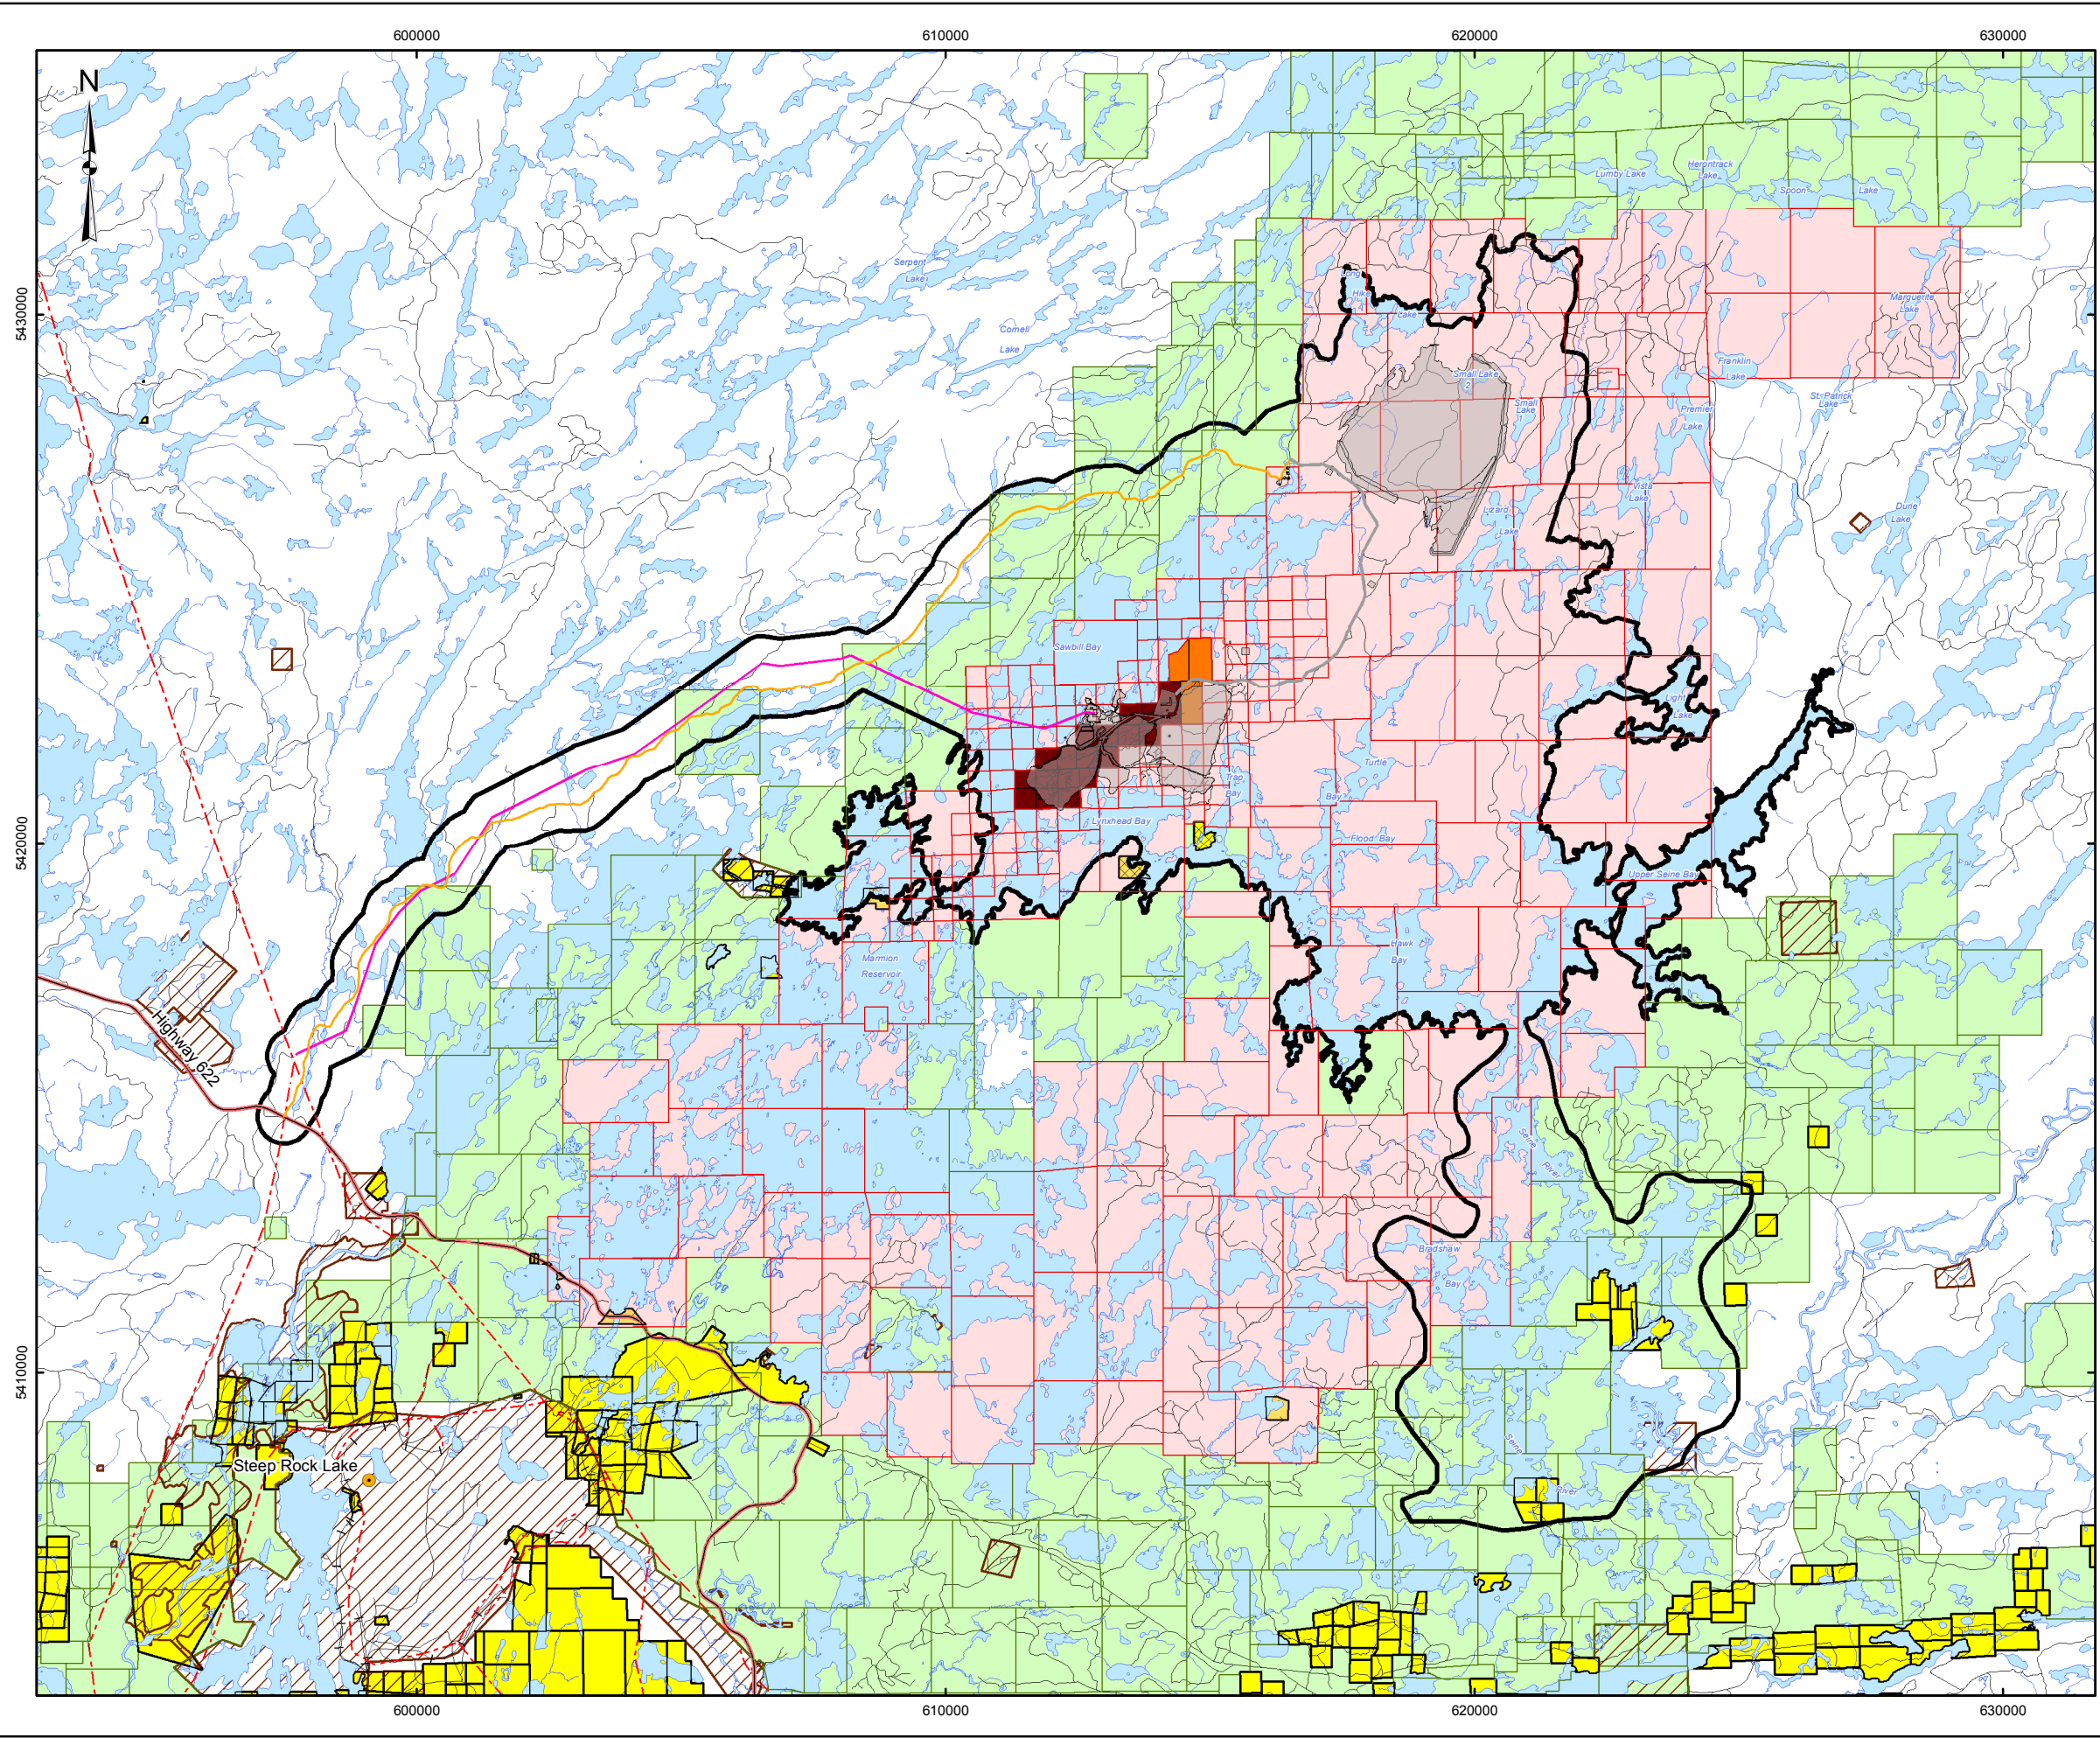 600000
610000
620000
630000
N
Herontrack
Lake
Lumby Lake
Spoon
Lake
Serpent
Lake
Long
Hike
Lake
Marguerite
Lake
5430000
Cornell
Lake
Franklin
Lake
Small Lake
2
St. Patrick
Lake
Small
Lake
1
Premier
Lake
Vista
Lake
Lizard
Lake
Dune
Lake
Sawbill Bay
Light
Lake
Turtle
Bay
Trap
Bay
Lynxhead Bay
Flood Bay
5420000
Upper Seine Bay
Hawk
Bay
Marmion
Reservoir
Highway 622
Seine
River
Bradshaw
Bay
5410000
Seine
River
Steep Rock Lake
600000
610000
620000
630000